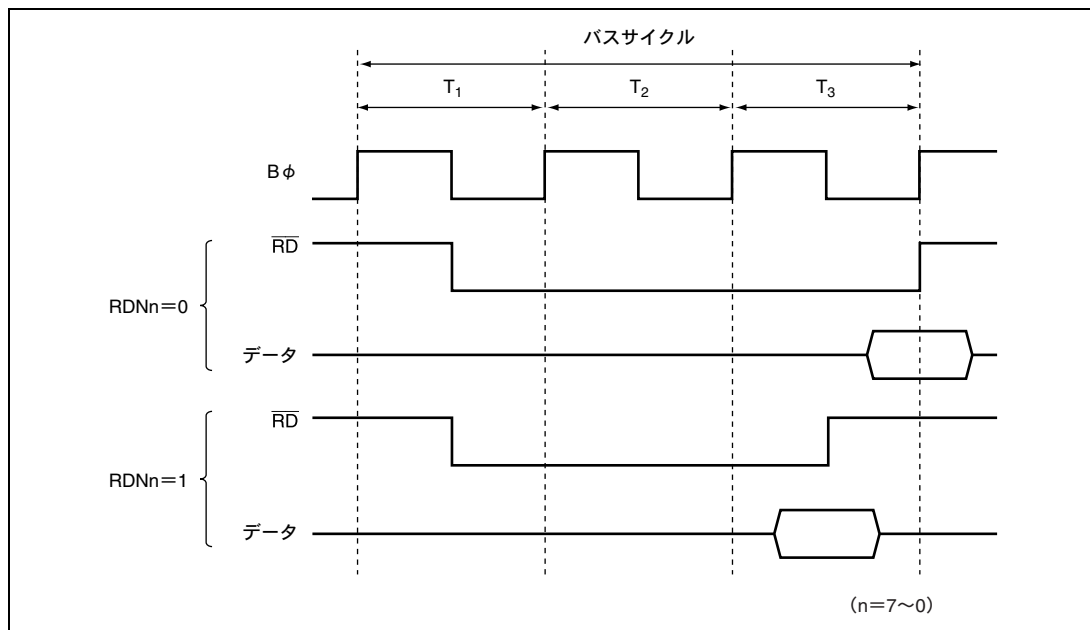 バスサイクル
T1 T2 T3
Bφ
RD
RDNn=0
データ
RD
RDNn=1
データ
(n=7〜0)